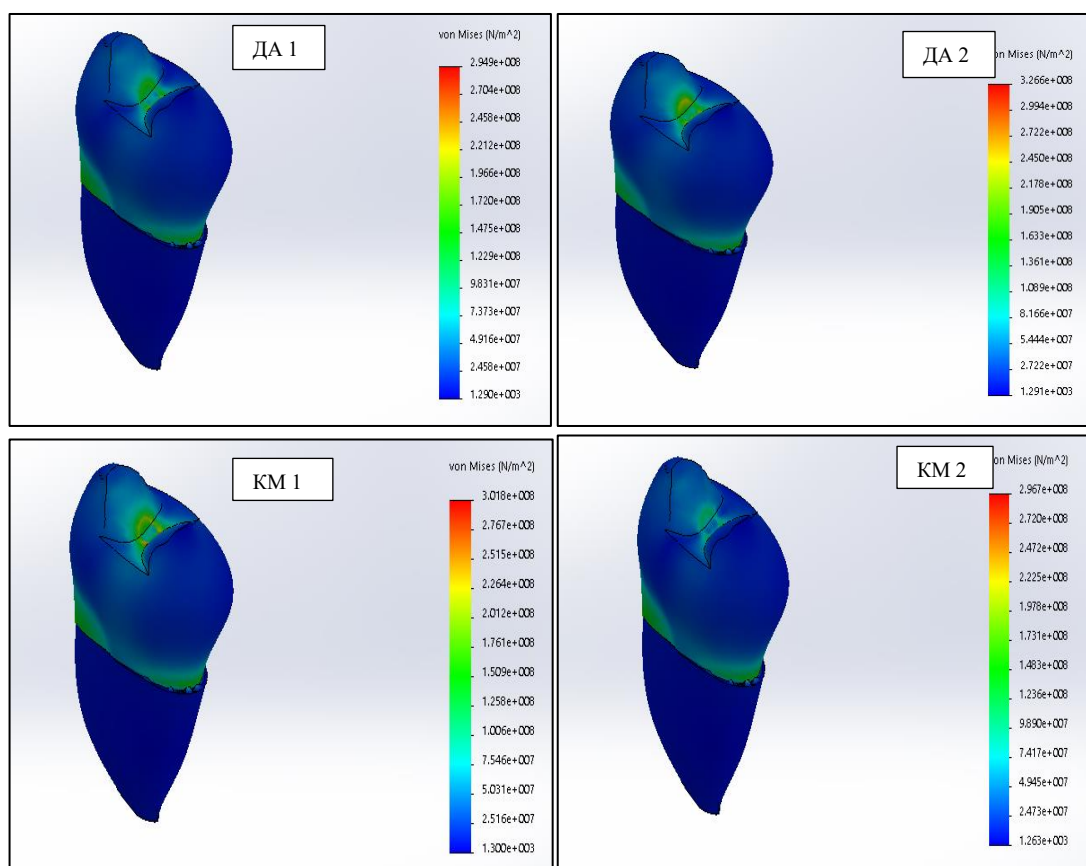 ДА 1
von Mises (N/m^2)
2.949e+008
2.704e+008
2.458e+008
2.212e+008
1.966e+008
1.720e+008
1.475e+008
1.229e+008
9.831e+007
7.373e+007
4.916e+007
2.458e+007
1.290e+003
ДА 2
on Mises (N/m^2)
3.266e+008
2.994e+008
2.722e+008
2.450e+008
2.178e+008
1.905e+008
1.633e+008
1.361e+008
1.089e+008
8.166e+007
5.444e+007
2.722e+007
1.291e+003
КМ 1
von Mises (N/m^2)
3.018e+008
2.767e+008
2.515e+008
2.264e+008
2.012e+008
1.761e+008
1.509e+008
1.258e+008
1.006e+008
7.546e+007
5.031e+007
2.516e+007
1.300e+003
КМ 2
von Mises (N/m^2)
2.967e+008
2.720e+008
2.472e+008
2.225e+008
1.978e+008
1.731e+008
1.483e+008
1.236e+008
9.890e+007
7.417e+007
4.945e+007
2.473e+007
1.263e+003